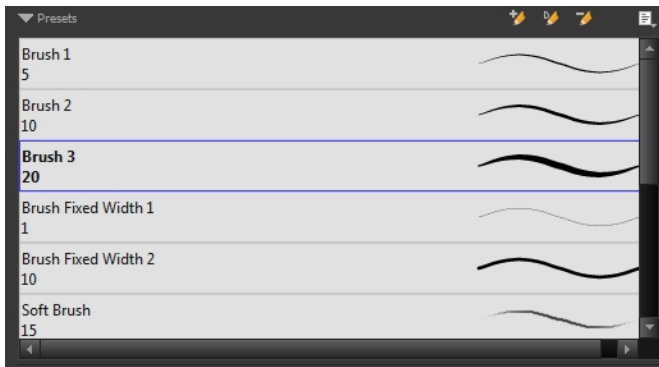 Presets
Brush 1
5
Brush 2
10
Brush 3
20
Brush Fixed Width 1
1
Brush Fixed Width 2
10
Soft Brush
15